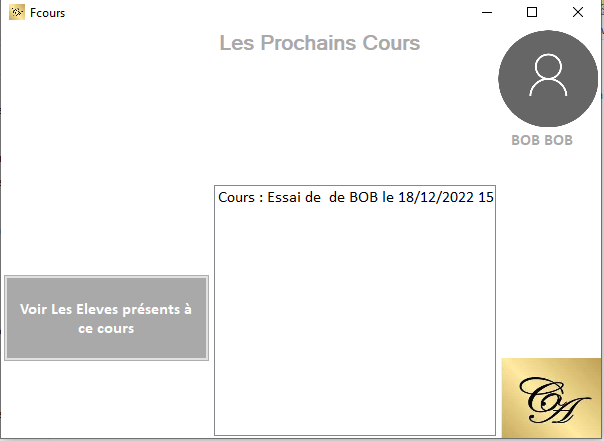 Fcours
Les Prochains Cours
BOB BOB
Cours : Essai de  de BOB le 18/12/2022 15
Voir Les Eleves présents à
ce cours
CA